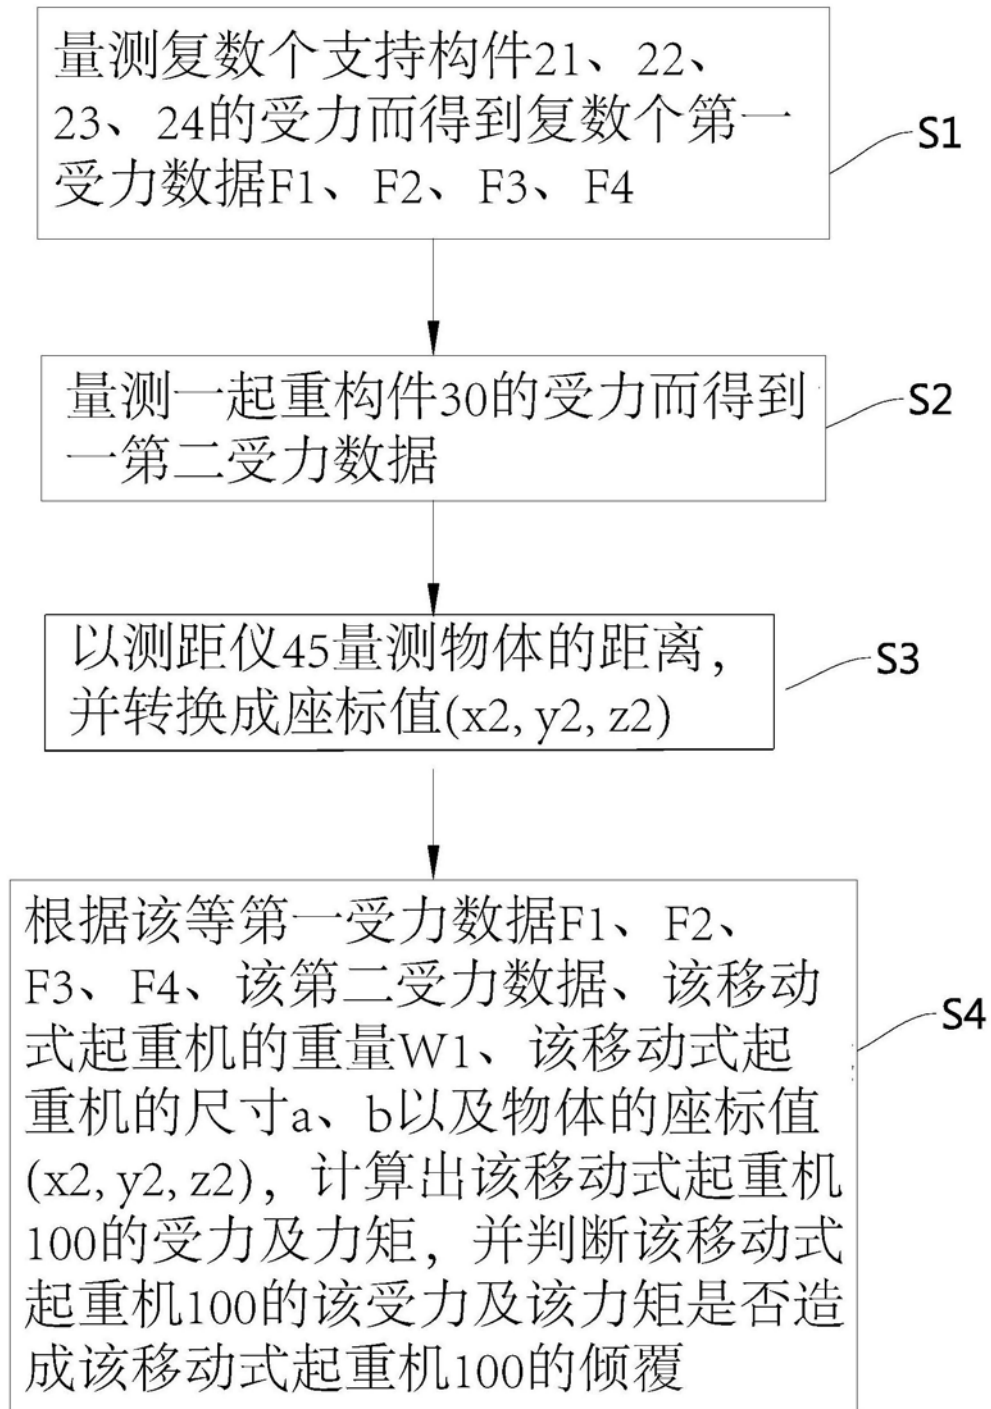 量测复数个支持构件21、22、
23、24的受力而得到复数个第一
受力数据F1、F2、F3、F4
S1
量测一起重构件30的受力而得到
一第二受力数据
S2
以测距仪45量测物体的距离，
并转换成座标值(x2, y2, z2)
S3
根据该等第一受力数据F1、F2、
F3、F4、该第二受力数据、该移动
式起重机的重量W1、该移动式起
重机的尺寸a、b以及物体的座标值
(x2, y2, z2)，计算出该移动式起重机
100的受力及力矩，并判断该移动式
起重机100的该受力及该力矩是否造
成该移动式起重机100的倾覆
S4